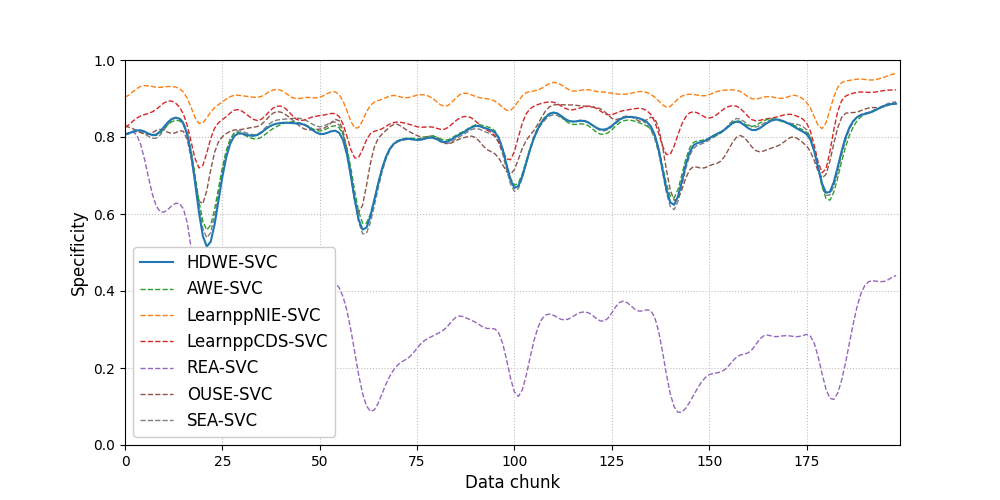 1.0
0.8
0.6
0.4
0.2
0.0
Specificity
HDWE-SVC
AWE-SVC
LearnppNIE-SVC
LearnppCDS-SVC
REA-SVC
OUSE-SVC
SEA-SVC
0 25 50 75 100 125 150 175
Data chunk